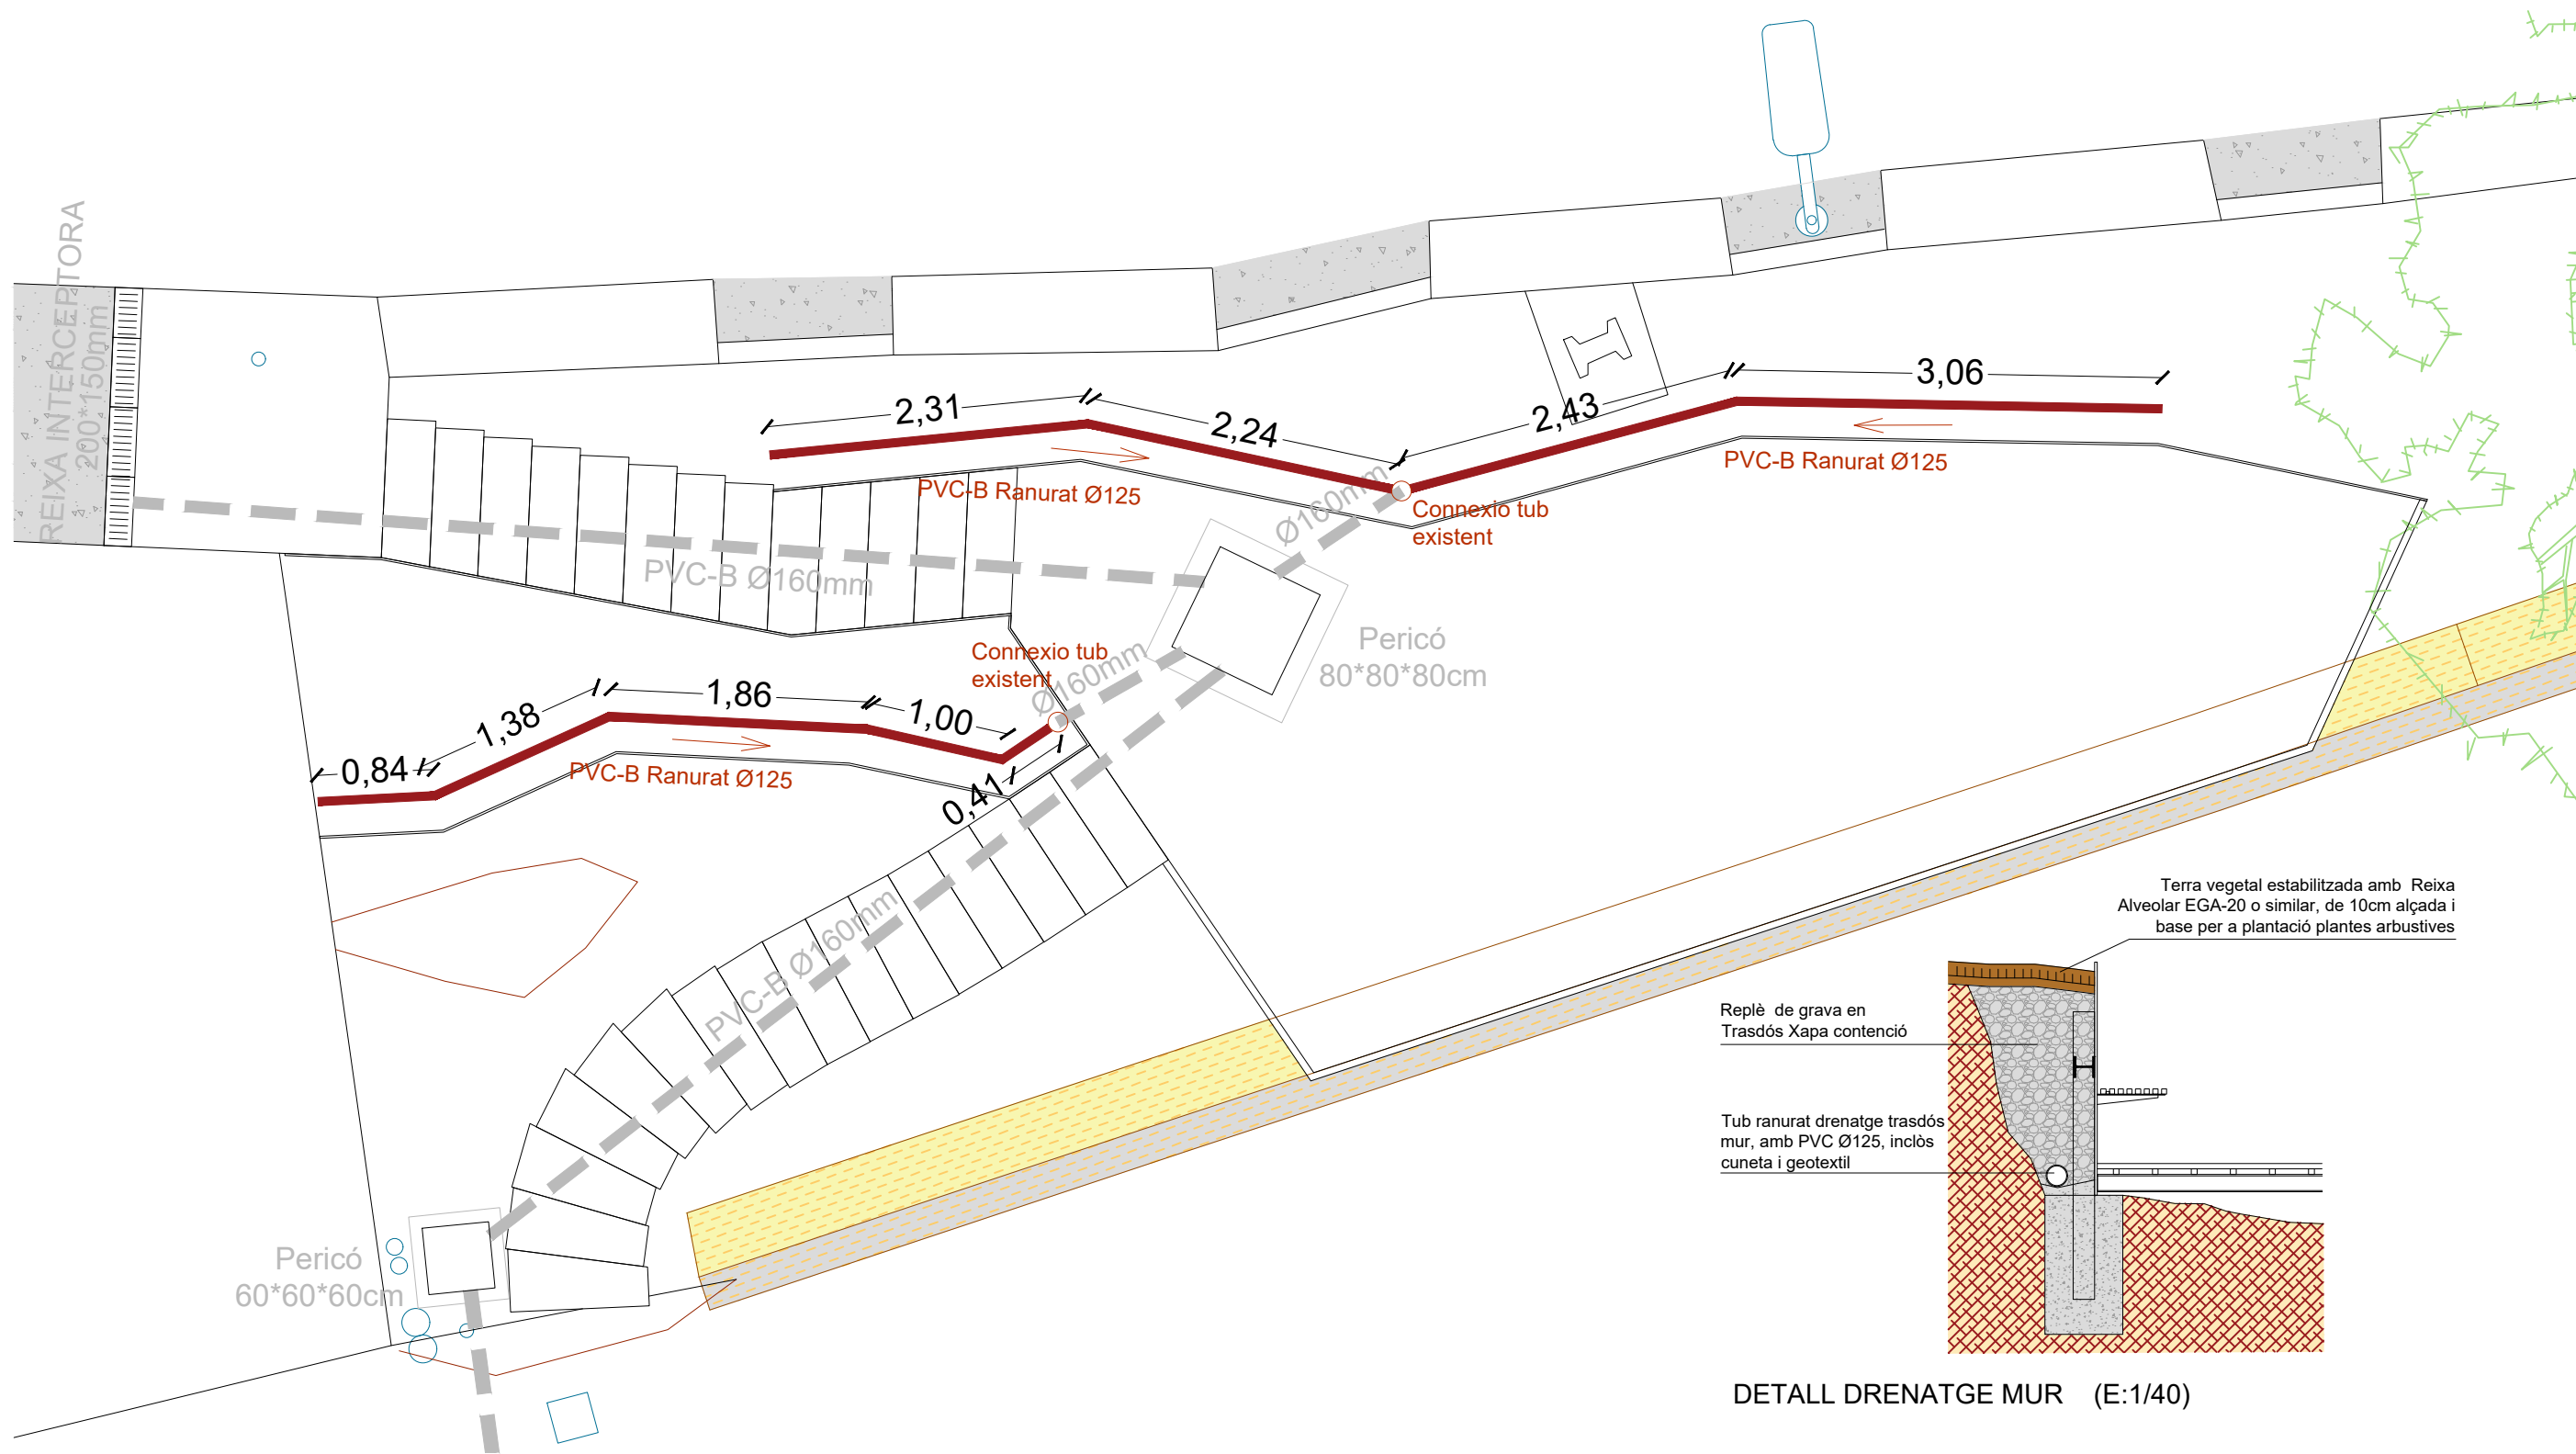 REIXA INTERCEPTORA
200*150mm
2,31
2,24
2,43
3,06
PVC-B Ranurat Ø125
PVC-B Ranurat Ø125
Ø160mm
Connexio tub
existent
PVC-B Ø160mm
Pericó
80*80*80cm
Connexio tub
existent
Ø160mm
0,84
1,38
1,86
1,00
0,41
PVC-B Ranurat Ø125
PVC-B Ø160mm
Pericó
60*60*60cm
Terra vegetal estabilitzada amb Reixa
Alveolar EGA-20 o similar, de 10cm alçada i
base per a plantació plantes arbustives
Replè de grava en
Trasdós Xapa contenció
Tub ranurat drenatge trasdós
mur, amb PVC Ø125, inclòs
cuneta i geotextil
DETALL DRENATGE MUR (E:1/40)